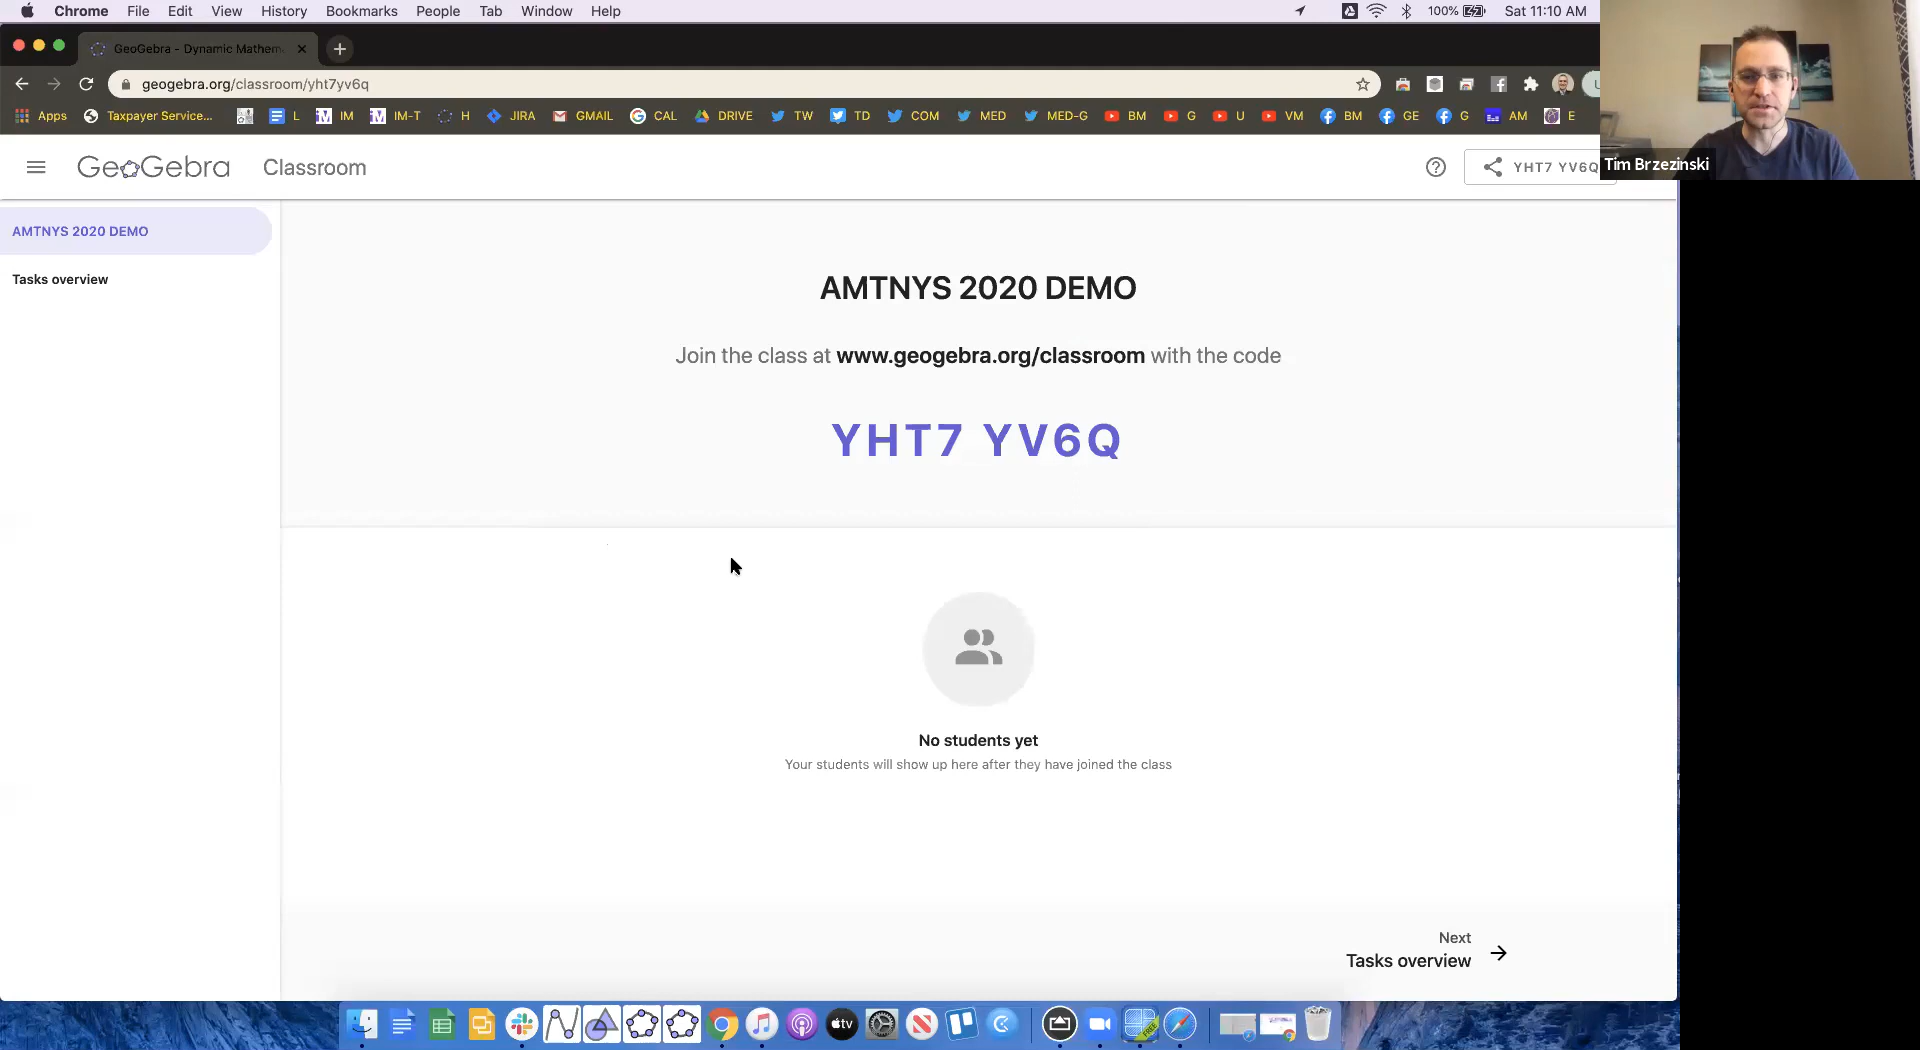 Chrome File Edit View History Bookmarks People Tab Window Help 100% Sat 11:10 AM
GeoGebra - Dynamic Mathem
geogebra.org/classroom/yht7yv6q
Apps Taxpayer Service... L IM IM-T H JIRA GMAIL CAL DRIVE TW TD COM MED MED-G BM G U VM BM GE G AM E
GeoGebra Classroom YHT7 YV6Q
Tim Brzezinski
AMTNYS 2020 DEMO
Tasks overview
AMTNYS 2020 DEMO
Join the class at www.geogebra.org/classroom with the code
YHT7 YV6Q
No students yet
Your students will show up here after they have joined the class
Next
Tasks overview
tv
FREE